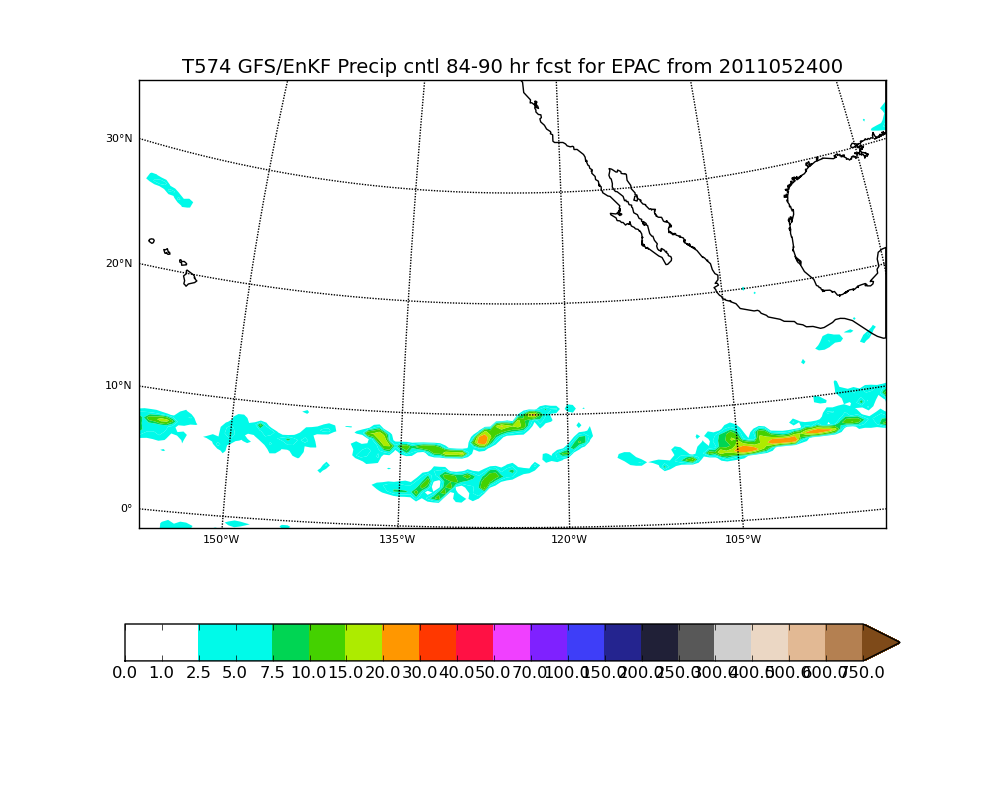 T574 GFS/EnKF Precip cntl 84-90 hr fcst for EPAC from 2011052400
30°N
20°N
10°N
0°
150°W 135°W 120°W 105°W
0.0 1.0 2.5 5.0 7.5 10.0 15.0 20.0 30.0 40.0 50.0 70.0 100.0 150.0 200.0 250.0 300.0 400.0 500.0 600.0 750.0